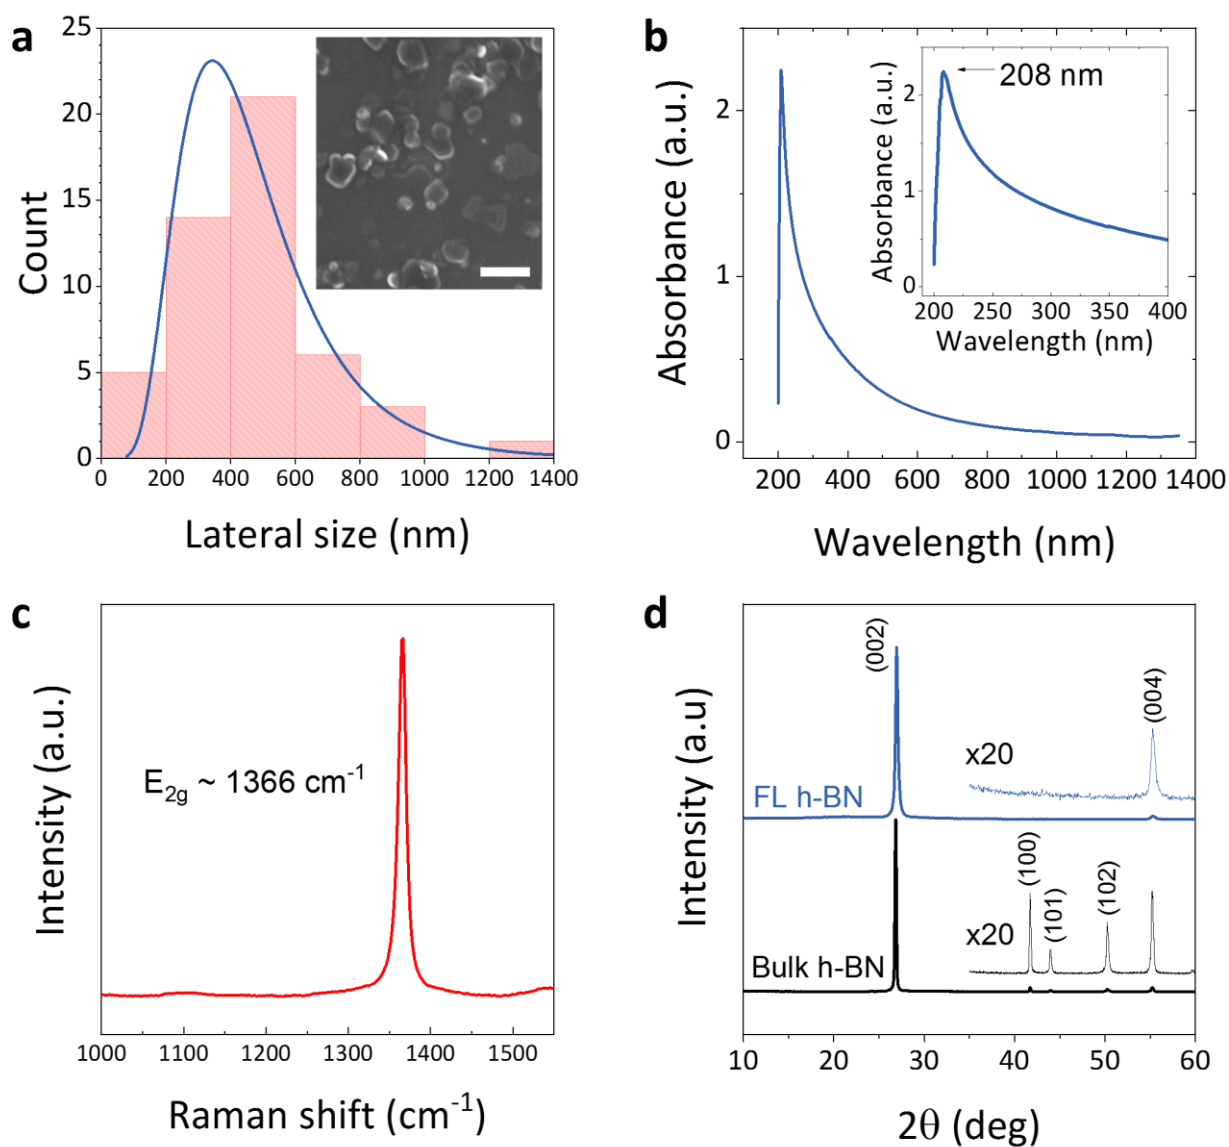 a
25
20
15
10
5
0
Count
0 200 400 600 800 1000 1200 1400
Lateral size (nm)
b
2
1
0
Absorbance (a.u.)
200 400 600 800 1000 1200 1400
Wavelength (nm)
208 nm
2
1
0
Absorbance (a.u.)
200 250 300 350 400
Wavelength (nm)
c
Intensity (a.u.)
E2g ~ 1366 cm-1
1000 1100 1200 1300 1400 1500
Raman shift (cm-1)
d
Intensity (a.u)
(002)
(004)
x20
FL h-BN
(100)
(101)
(102)
x20
Bulk h-BN
10 20 30 40 50 60
2θ (deg)